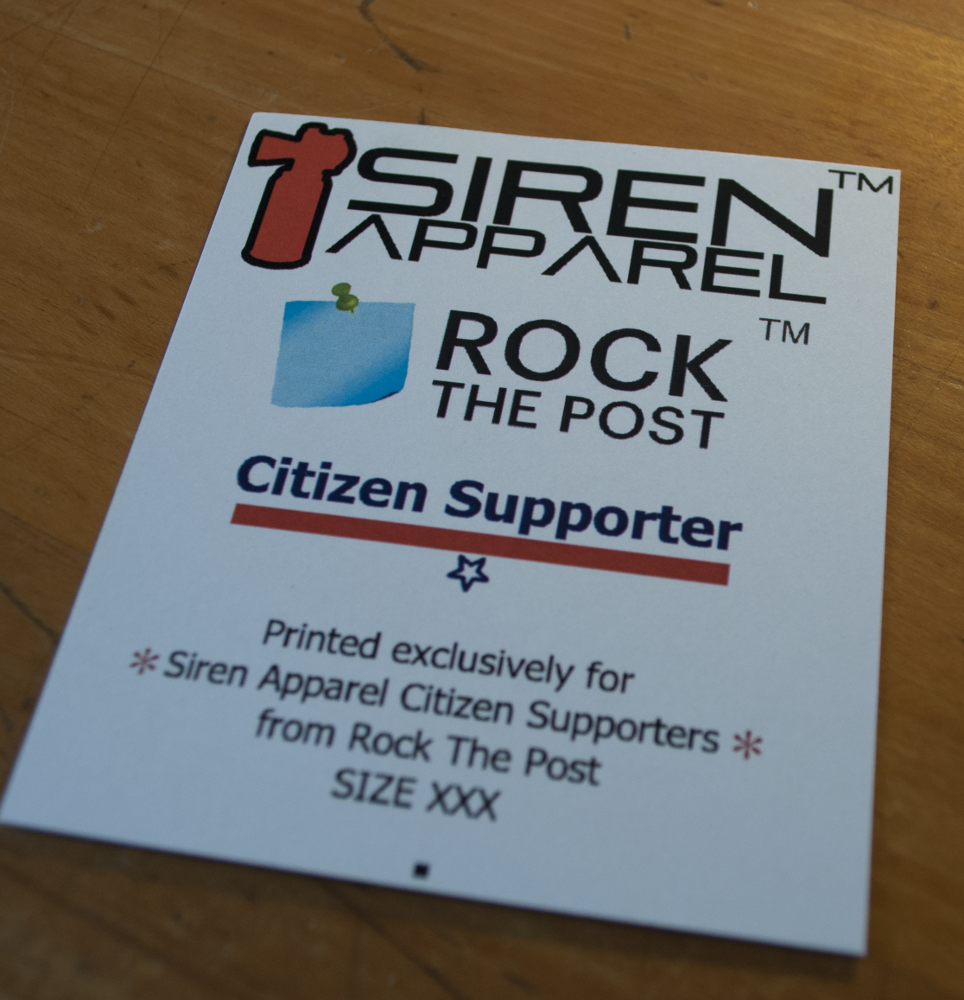 SIREN™
APPAREL
ROCK™
THE POST
Citizen Supporter
Printed exclusively for
*Siren Apparel Citizen Supporters*
from Rock The Post
SIZE XXX